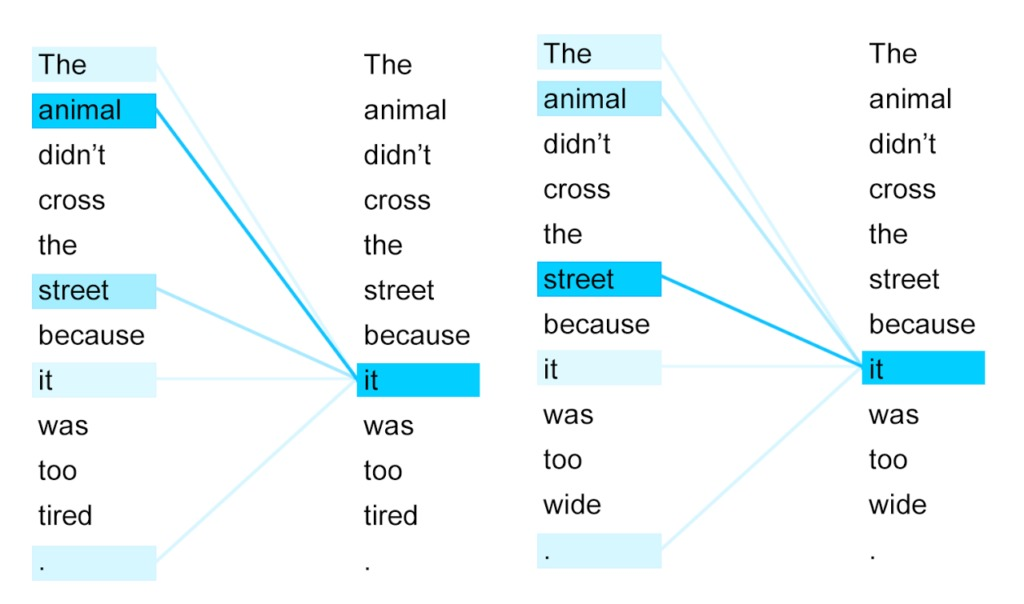 The
animal
didn’t
cross
the
street
because
it
was
too
tired
.
The
animal
didn’t
cross
the
street
because
it
was
too
tired
.
The
animal
didn’t
cross
the
street
because
it
was
too
wide
.
The
animal
didn’t
cross
the
street
because
it
was
too
wide
.